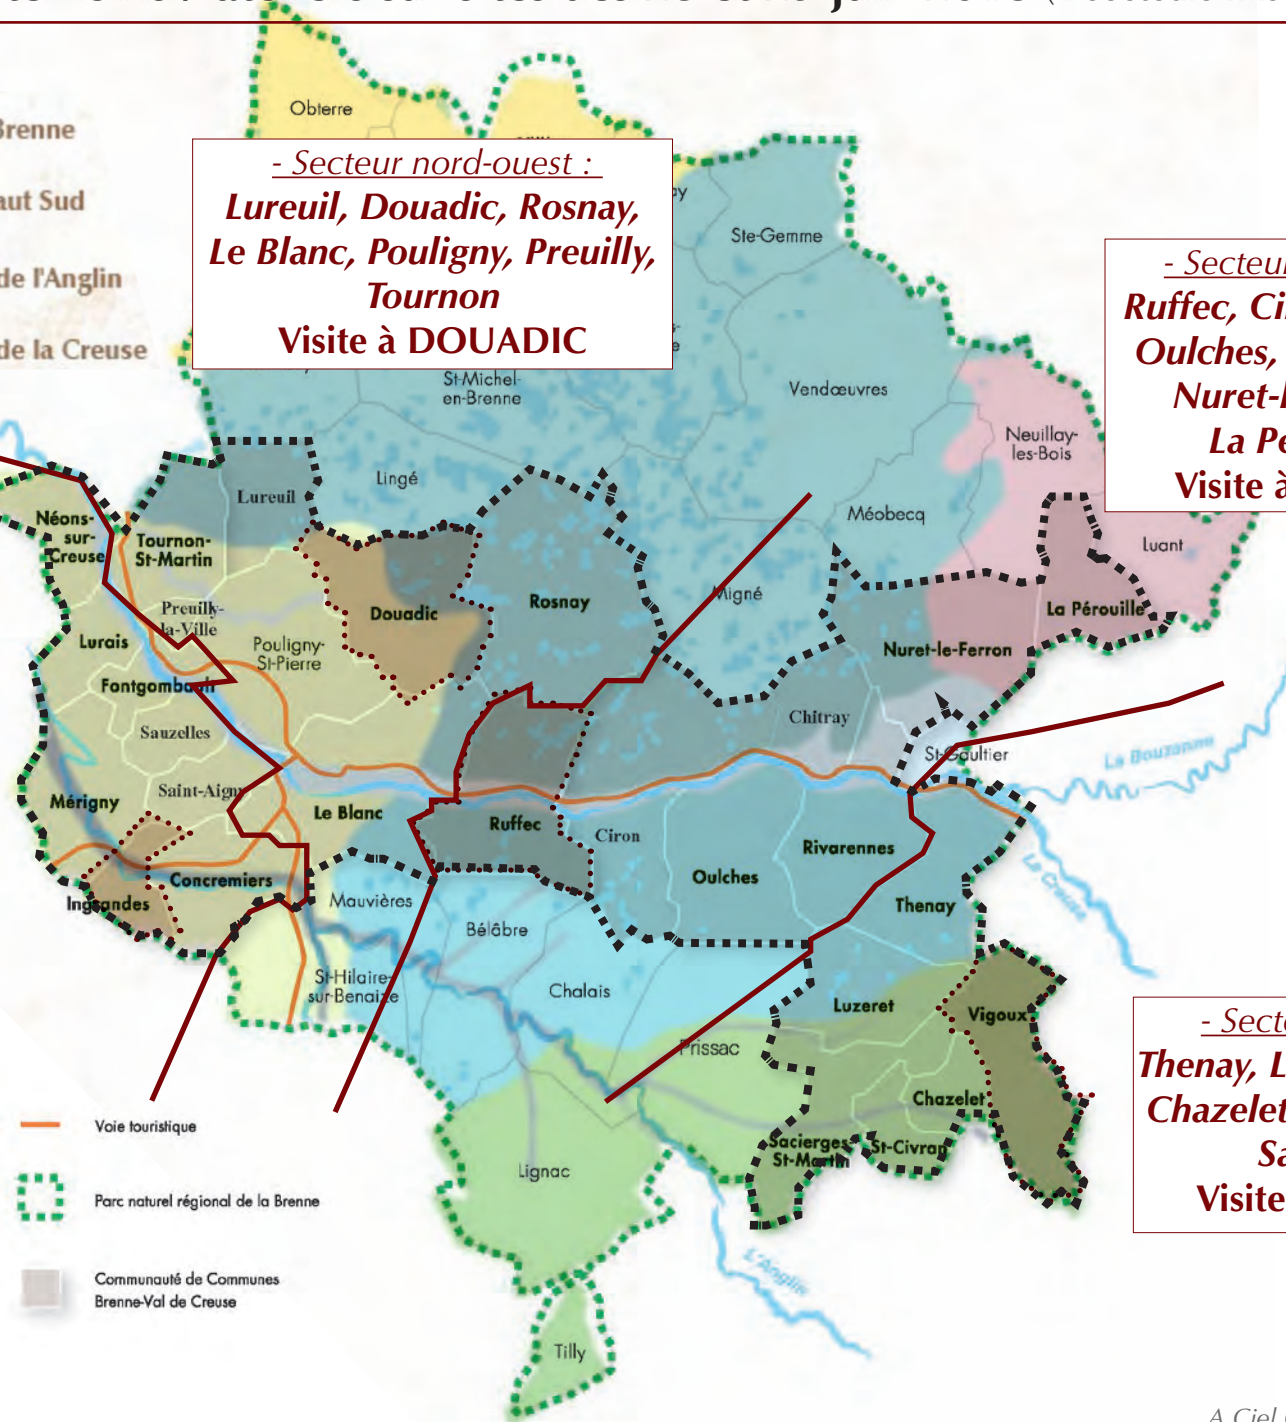 Obterre
Brenne
- Secteur nord-ouest :
Lureuil, Douadic, Rosnay,
Le Blanc, Pouligny, Preuilly,
Tournon
Visite à DOUADIC
aut Sud
Ste-Gemme
- Secteur
de l'Anglin
Ruffec, Ci
Oulches,
Nuret-
La Pé
Visite à
de la Creuse
St-Michel-
en-Brenne
Vendœuvres
Neuillay-
les-Bois
Lingé
Lureuil
Méobecq
Luant
Néons-
sur-
Creuse
Tournon-
St-Martin
Migné
Rosnay
Preuilly-
la-Ville
Douadic
La Pérouille
Lurais
Pouligny-
St-Pierre
Nuret-le-Ferron
Fontgombault
Chitray
Sauzelles
St-Gaultier
La Bouzanne
Saint-Aigny
Mérigny
Le Blanc
Ruffec
Ciron
Rivarennes
La Creuse
Oulches
Concremiers
Ingrandes
Mauvières
Thenay
Bélâbre
St-Hilaire-
sur-Benaize
Chalais
Luzeret
Vigoux
- Secte
Thenay, L
Chazelet
Sa
Visite
Prissac
Chazelet
Voie touristique
Sacierges-
St-Martin
St-Civran
Lignac
Parc naturel régional de la Brenne
L'Anglin
Communauté de Communes
Brenne-Val de Creuse
Tilly
A Ciel